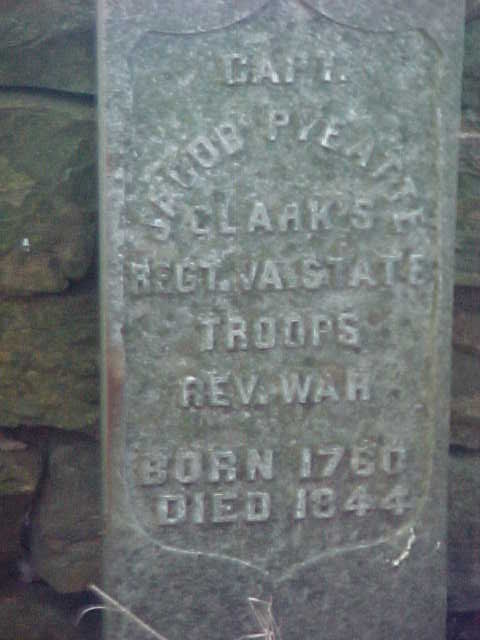 CAPT.
JACOB PYEATTE
CLARK'S
REGT. VA. STATE
TROOPS
REV. WAR
BORN 1760
DIED 1844